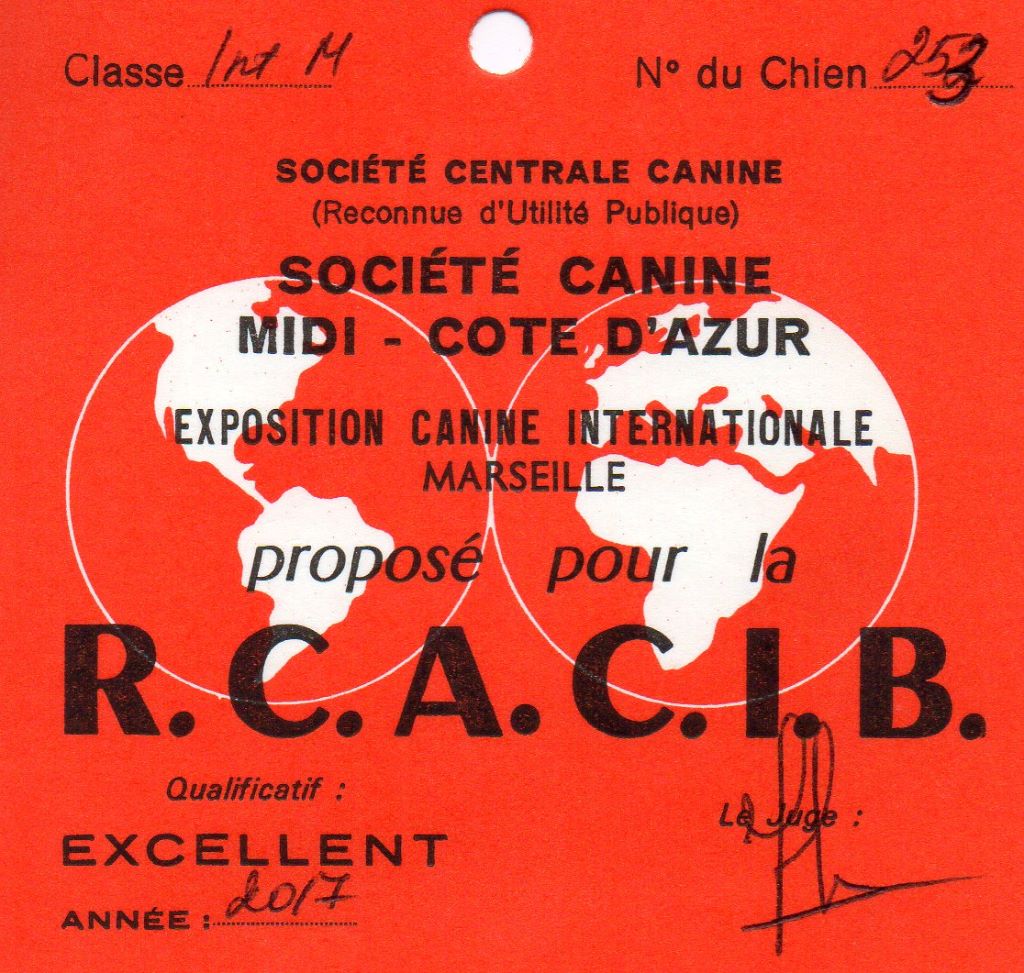 Classe Int M
N° du Chien 253
SOCIÉTÉ CENTRALE CANINE
(Reconnue d'Utilité Publique)
SOCIÉTÉ CANINE
MIDI - COTE D'AZUR
EXPOSITION CANINE INTERNATIONALE
MARSEILLE
proposé pour la
R.C.A.C.I.B.
Qualificatif :
Le Juge :
EXCELLENT
ANNÉE : 2017